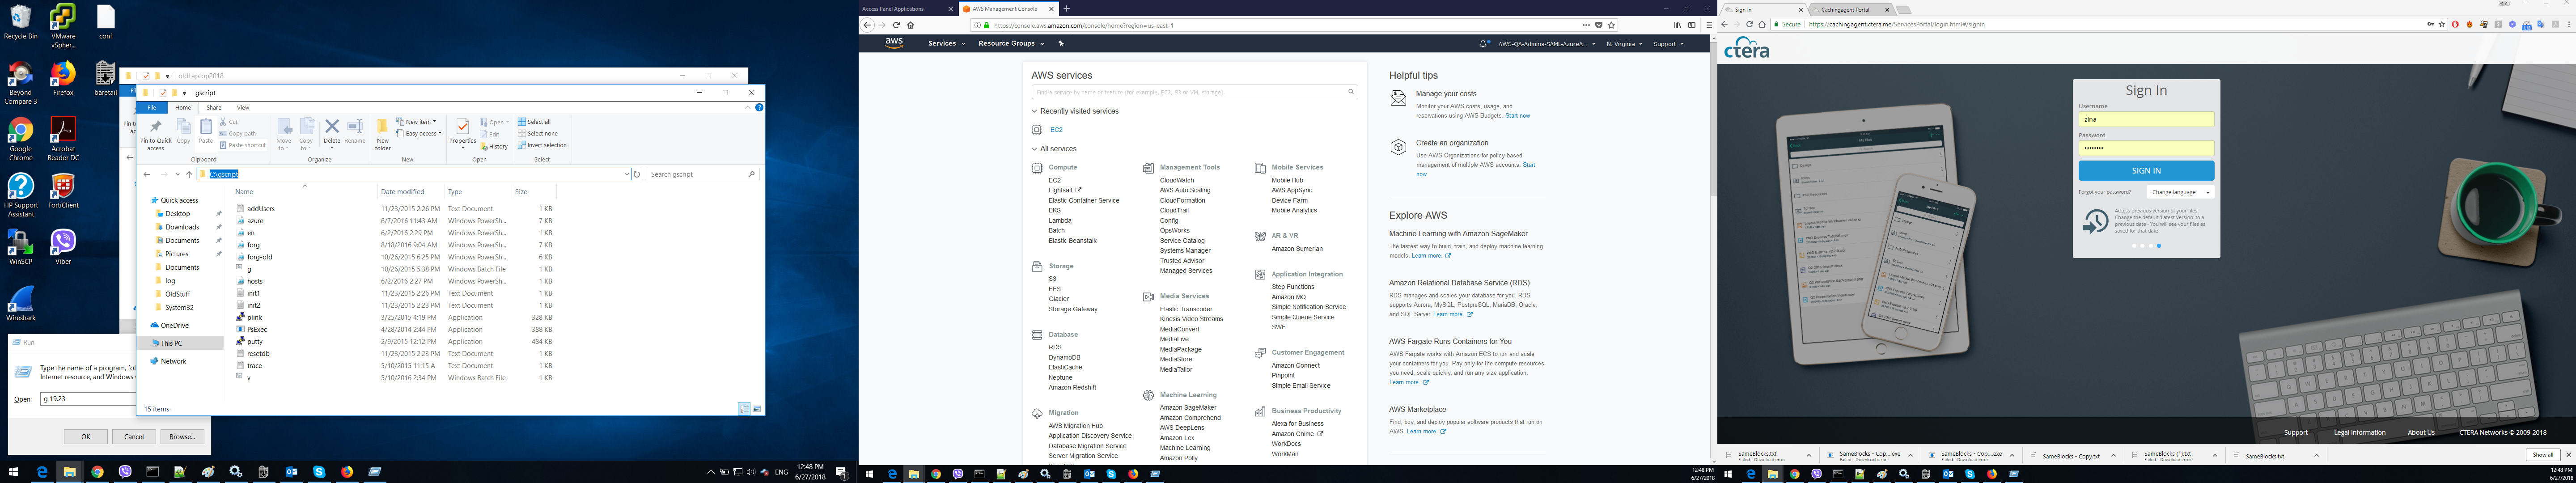 Recycle Bin
VMware vSpher...
conf
Beyond Compare 3
Firefox
baretail
Google Chrome
Acrobat Reader DC
HP Support Assistant
FortiClient
WinSCP
Viber
Wireshark
oldLaptop2018
gscript
File Home Share View
Pin to Quick access
Copy
Paste
Cut
Copy path
Paste shortcut
Clipboard
Move to
Copy to
Delete
Rename
Organize
New folder
New item
Easy access
New
Properties
Open
Edit
History
Open
Select all
Select none
Invert selection
Select
C:\gscript
Search gscript
Quick access
Desktop
Downloads
Documents
Pictures
Documents
log
OldStuff
System32
OneDrive
This PC
Network
Name Date modified Type Size
addUsers 11/23/2015 2:26 PM Text Document 1 KB
azure 6/7/2016 11:43 AM Windows PowerSh... 7 KB
en 6/2/2016 2:29 PM Windows PowerSh... 1 KB
forg 8/18/2016 9:04 AM Windows PowerSh... 7 KB
forg-old 10/26/2015 6:25 PM Windows PowerSh... 6 KB
g 10/26/2015 5:38 PM Windows Batch File 1 KB
hosts 6/2/2016 2:27 PM Windows PowerSh... 1 KB
init1 11/23/2015 2:26 PM Text Document 1 KB
init2 11/23/2015 2:23 PM Text Document 1 KB
plink 3/25/2015 4:19 PM Application 328 KB
PsExec 4/28/2014 2:44 PM Application 388 KB
putty 2/9/2015 12:12 PM Application 484 KB
resetdb 11/23/2015 2:23 PM Text Document 1 KB
trace 5/10/2015 11:15 A Text Document 1 KB
v 5/10/2016 2:34 PM Windows Batch File 1 KB
15 items
Run
Type the name of a program, fol
Internet resource, and Windows
Open: g 19.23
OK Cancel Browse...
ENG
12:48 PM
6/27/2018
Access Panel Applications
AWS Management Console
https://console.aws.amazon.com/console/home?region=us-east-1
aws
Services
Resource Groups
AWS-QA-Admins-SAML-AzureA...
N. Virginia
Support
AWS services
Find a service by name or feature (for example, EC2, S3 or VM, storage).
Recently visited services
EC2
All services
Compute
EC2
Lightsail
Elastic Container Service
EKS
Lambda
Batch
Elastic Beanstalk
Storage
S3
EFS
Glacier
Storage Gateway
Database
RDS
DynamoDB
ElastiCache
Neptune
Amazon Redshift
Migration
AWS Migration Hub
Application Discovery Service
Database Migration Service
Server Migration Service
Management Tools
CloudWatch
AWS Auto Scaling
CloudFormation
CloudTrail
Config
OpsWorks
Service Catalog
Systems Manager
Trusted Advisor
Managed Services
Media Services
Elastic Transcoder
Kinesis Video Streams
MediaConvert
MediaLive
MediaPackage
MediaStore
MediaTailor
Machine Learning
Amazon SageMaker
Amazon Comprehend
AWS DeepLens
Amazon Lex
Machine Learning
Amazon Polly
Mobile Services
Mobile Hub
AWS AppSync
Device Farm
Mobile Analytics
AR & VR
Amazon Sumerian
Application Integration
Step Functions
Amazon MQ
Simple Notification Service
Simple Queue Service
SWF
Customer Engagement
Amazon Connect
Pinpoint
Simple Email Service
Business Productivity
Alexa for Business
Amazon Chime
WorkDocs
WorkMail
Helpful tips
Manage your costs
Monitor your AWS costs, usage, and
reservations using AWS Budgets. Start now
Create an organization
Use AWS Organizations for policy-based
management of multiple AWS accounts. Start
now
Explore AWS
Machine Learning with Amazon SageMaker
The fastest way to build, train, and deploy machine learning
models. Learn more.
Amazon Relational Database Service (RDS)
RDS manages and scales your database for you. RDS
supports Aurora, MySQL, PostgreSQL, MariaDB, Oracle,
and SQL Server. Learn more.
AWS Fargate Runs Containers for You
AWS Fargate works with Amazon ECS to run and scale
your containers for you. Pay only for the compute resources
you need, scale quickly, and run any size application.
Learn more.
AWS Marketplace
Find, buy, and deploy popular software products that run on
AWS. Learn more.
12:48 PM
6/27/2018
Sign In
Cachingagent Portal
Secure https://cachingagent.ctera.me/ServicesPortal/login.html#/signin
ctera
Sign In
Username
zina
Password
••••••••
SIGN IN
Forgot your password?
Change language
Access previous version of your files:
Change the default 'Latest Version' to a
previous date - You will see your files as
saved for that date
Support Legal Information About Us CTERA Networks © 2009-2018
SameBlocks.txt
Failed - Download error
SameBlocks - Cop....exe
Failed - Download error
SameBlocks - Cop....exe
Failed - Download error
SameBlocks - Copy.txt
SameBlocks (1).txt
Failed - Download error
SameBlocks.txt
Show all
12:48 PM
6/27/2018